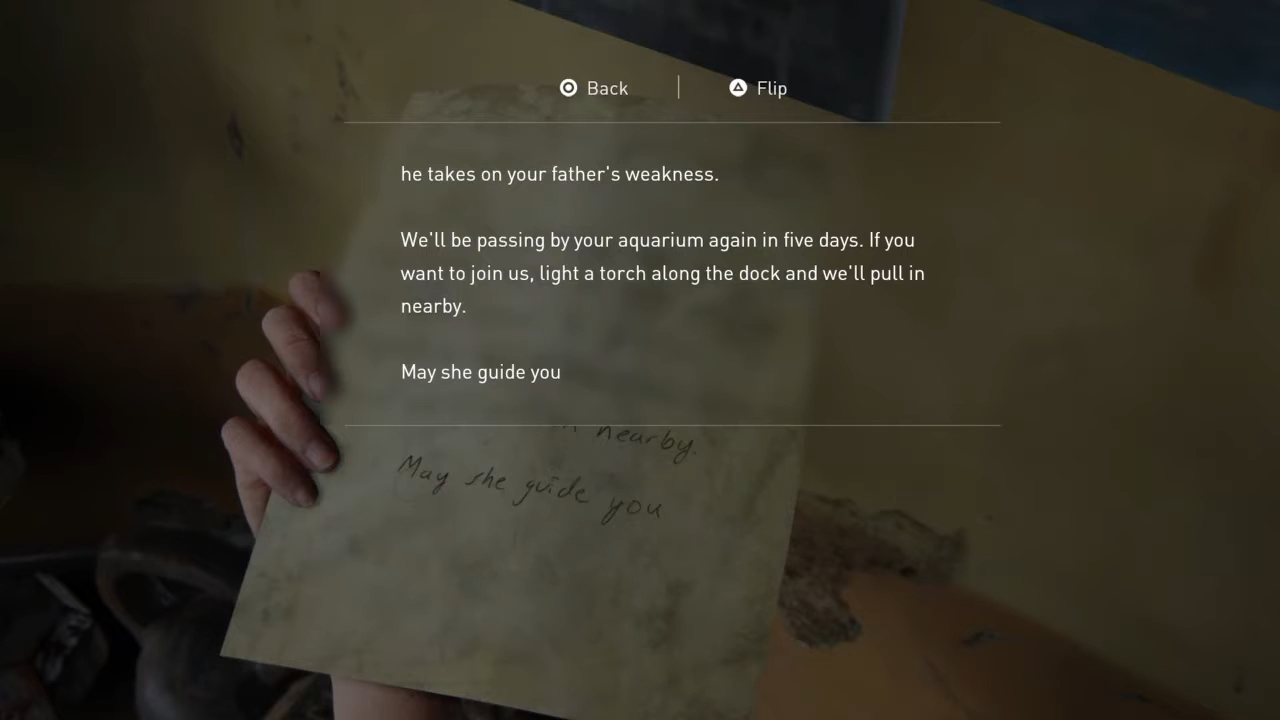 Back | Flip
he takes on your father's weakness.
We'll be passing by your aquarium again in five days. If you
want to join us, light a torch along the dock and we'll pull in
nearby.
May she guide you
nearby.
May she guide you